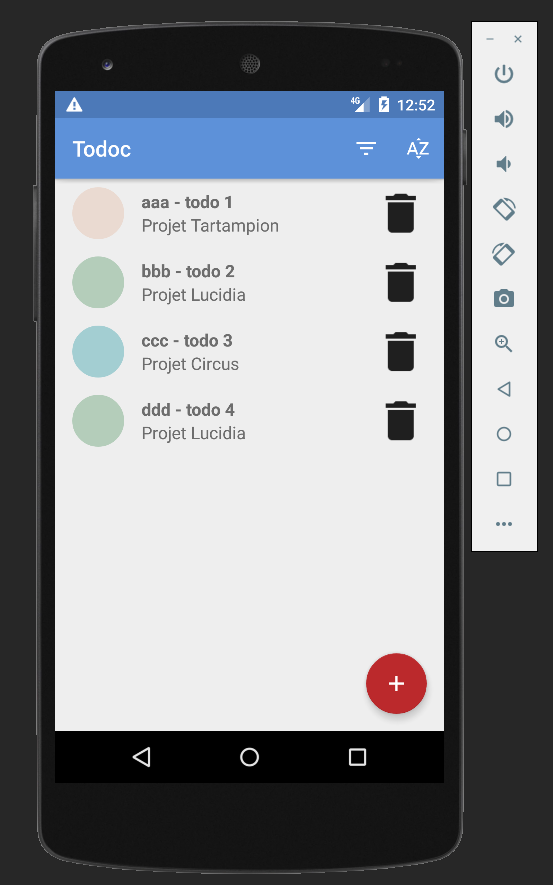 4G 12:52
Todoc AZ
aaa - todo 1
Projet Tartampion
bbb - todo 2
Projet Lucidia
ccc - todo 3
Projet Circus
ddd - todo 4
Projet Lucidia